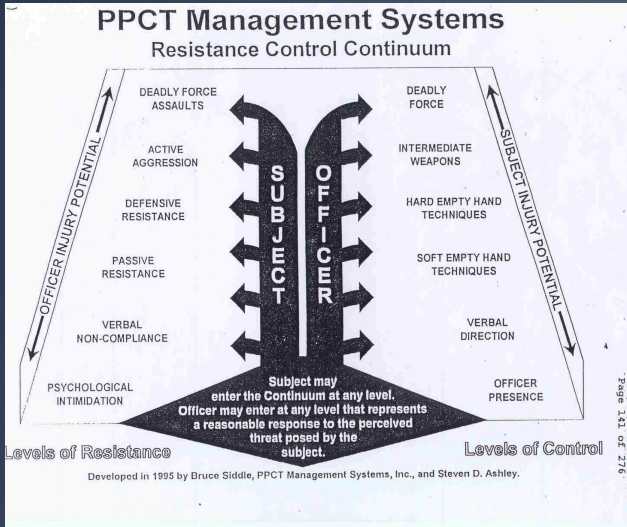 PPCT Management Systems
Resistance Control Continuum
OFFICER INJURY POTENTIAL
DEADLY FORCE
ASSAULTS
ACTIVE
AGGRESSION
DEFENSIVE
RESISTANCE
PASSIVE
RESISTANCE
VERBAL
NON-COMPLIANCE
PSYCHOLOGICAL
INTIMIDATION
SUBJECT
OFFICER
DEADLY
FORCE
INTERMEDIATE
WEAPONS
HARD EMPTY HAND
TECHNIQUES
SOFT EMPTY HAND
TECHNIQUES
VERBAL
DIRECTION
OFFICER
PRESENCE
SUBJECT INJURY POTENTIAL
Subject may
enter the Continuum at any level.
Officer may enter at any level that represents
a reasonable response to the perceived
threat posed by the
subject.
Levels of Resistance
Levels of Control
Developed in 1995 by Bruce Siddle, PPCT Management Systems, Inc., and Steven D. Ashley.
Page 141 of 276